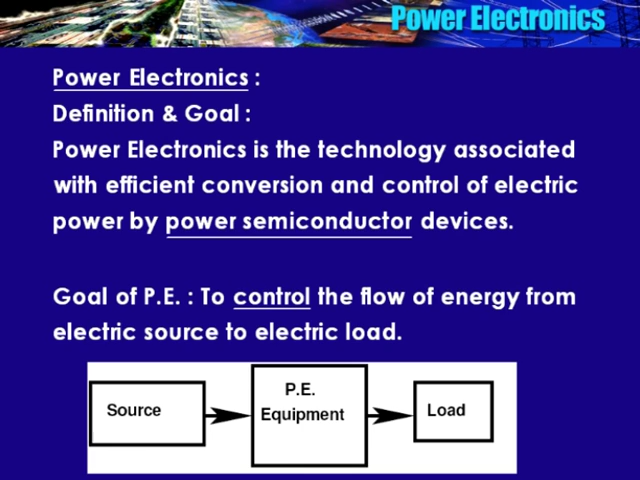 Power Electronics
Power Electronics :
Definition & Goal :
Power Electronics is the technology associated
with efficient conversion and control of electric
power by power semiconductor devices.
Goal of P.E. : To control the flow of energy from
electric source to electric load.
Source
P.E.
Equipment
Load